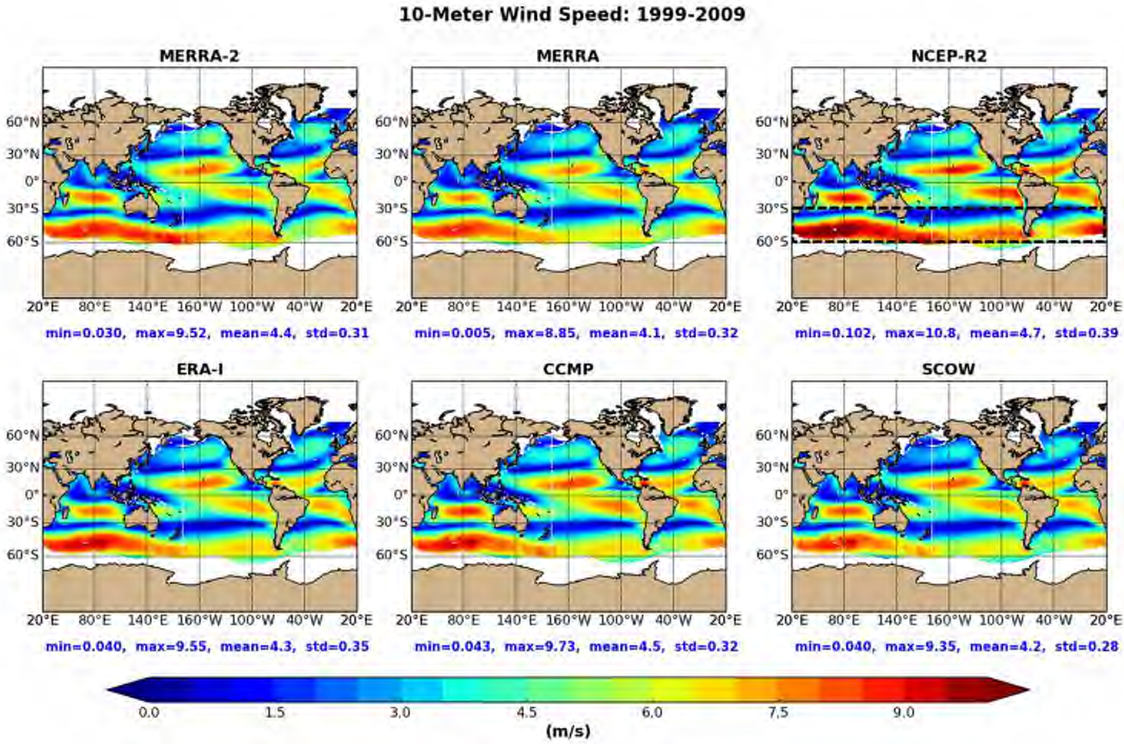 10-Meter Wind Speed: 1999-2009
MERRA-2
MERRA
NCEP-R2
60°N
30°N
0°
30°S
60°S
20°E 80°E 140°E 160°W 100°W 40°W 20°E
min=0.030, max=9.52, mean=4.4, std=0.31
60°N
30°N
0°
30°S
60°S
20°E 80°E 140°E 160°W 100°W 40°W 20°E
min=0.005, max=8.85, mean=4.1, std=0.32
60°N
30°N
0°
30°S
60°S
20°E 80°E 140°E 160°W 100°W 40°W 20°E
min=0.102, max=10.8, mean=4.7, std=0.39
ERA-I
CCMP
SCOW
60°N
30°N
0°
30°S
60°S
20°E 80°E 140°E 160°W 100°W 40°W 20°E
min=0.040, max=9.55, mean=4.3, std=0.35
60°N
30°N
0°
30°S
60°S
20°E 80°E 140°E 160°W 100°W 40°W 20°E
min=0.043, max=9.73, mean=4.5, std=0.32
60°N
30°N
0°
30°S
60°S
20°E 80°E 140°E 160°W 100°W 40°W 20°E
min=0.040, max=9.35, mean=4.2, std=0.28
0.0 1.5 3.0 4.5 6.0 7.5 9.0
(m/s)